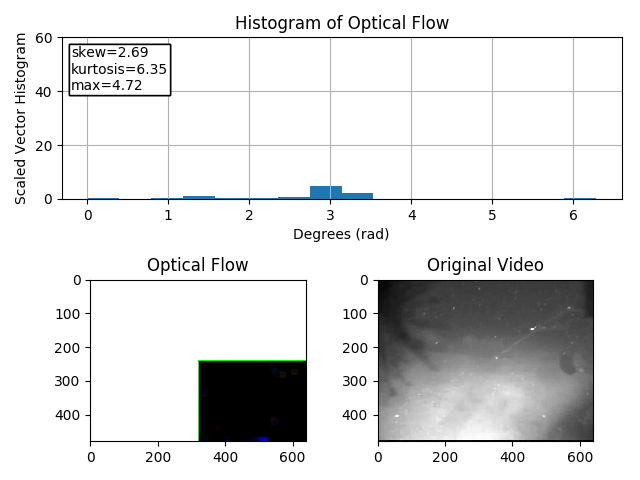 Histogram of Optical Flow
Scaled Vector Histogram
60
40
20
0
skew=2.69
kurtosis=6.35
max=4.72
0 1 2 3 4 5 6
Degrees (rad)
Optical Flow
0
100
200
300
400
0 200 400 600
Original Video
0
100
200
300
400
0 200 400 600